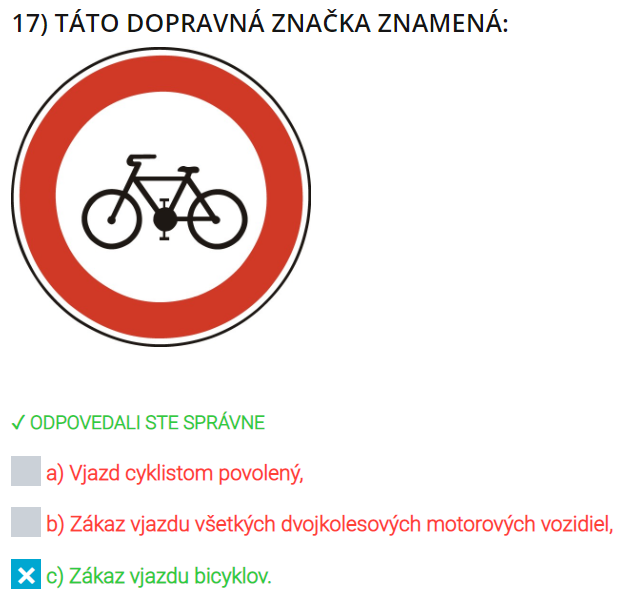 17) TÁTO DOPRAVNÁ ZNAČKA ZNAMENÁ:
✓ ODPOVEDALI STE SPRÁVNE
a) Vjazd cyklistom povolený,
b) Zákaz vjazdu všetkých dvojkolesových motorových vozidiel,
c) Zákaz vjazdu bicyklov.